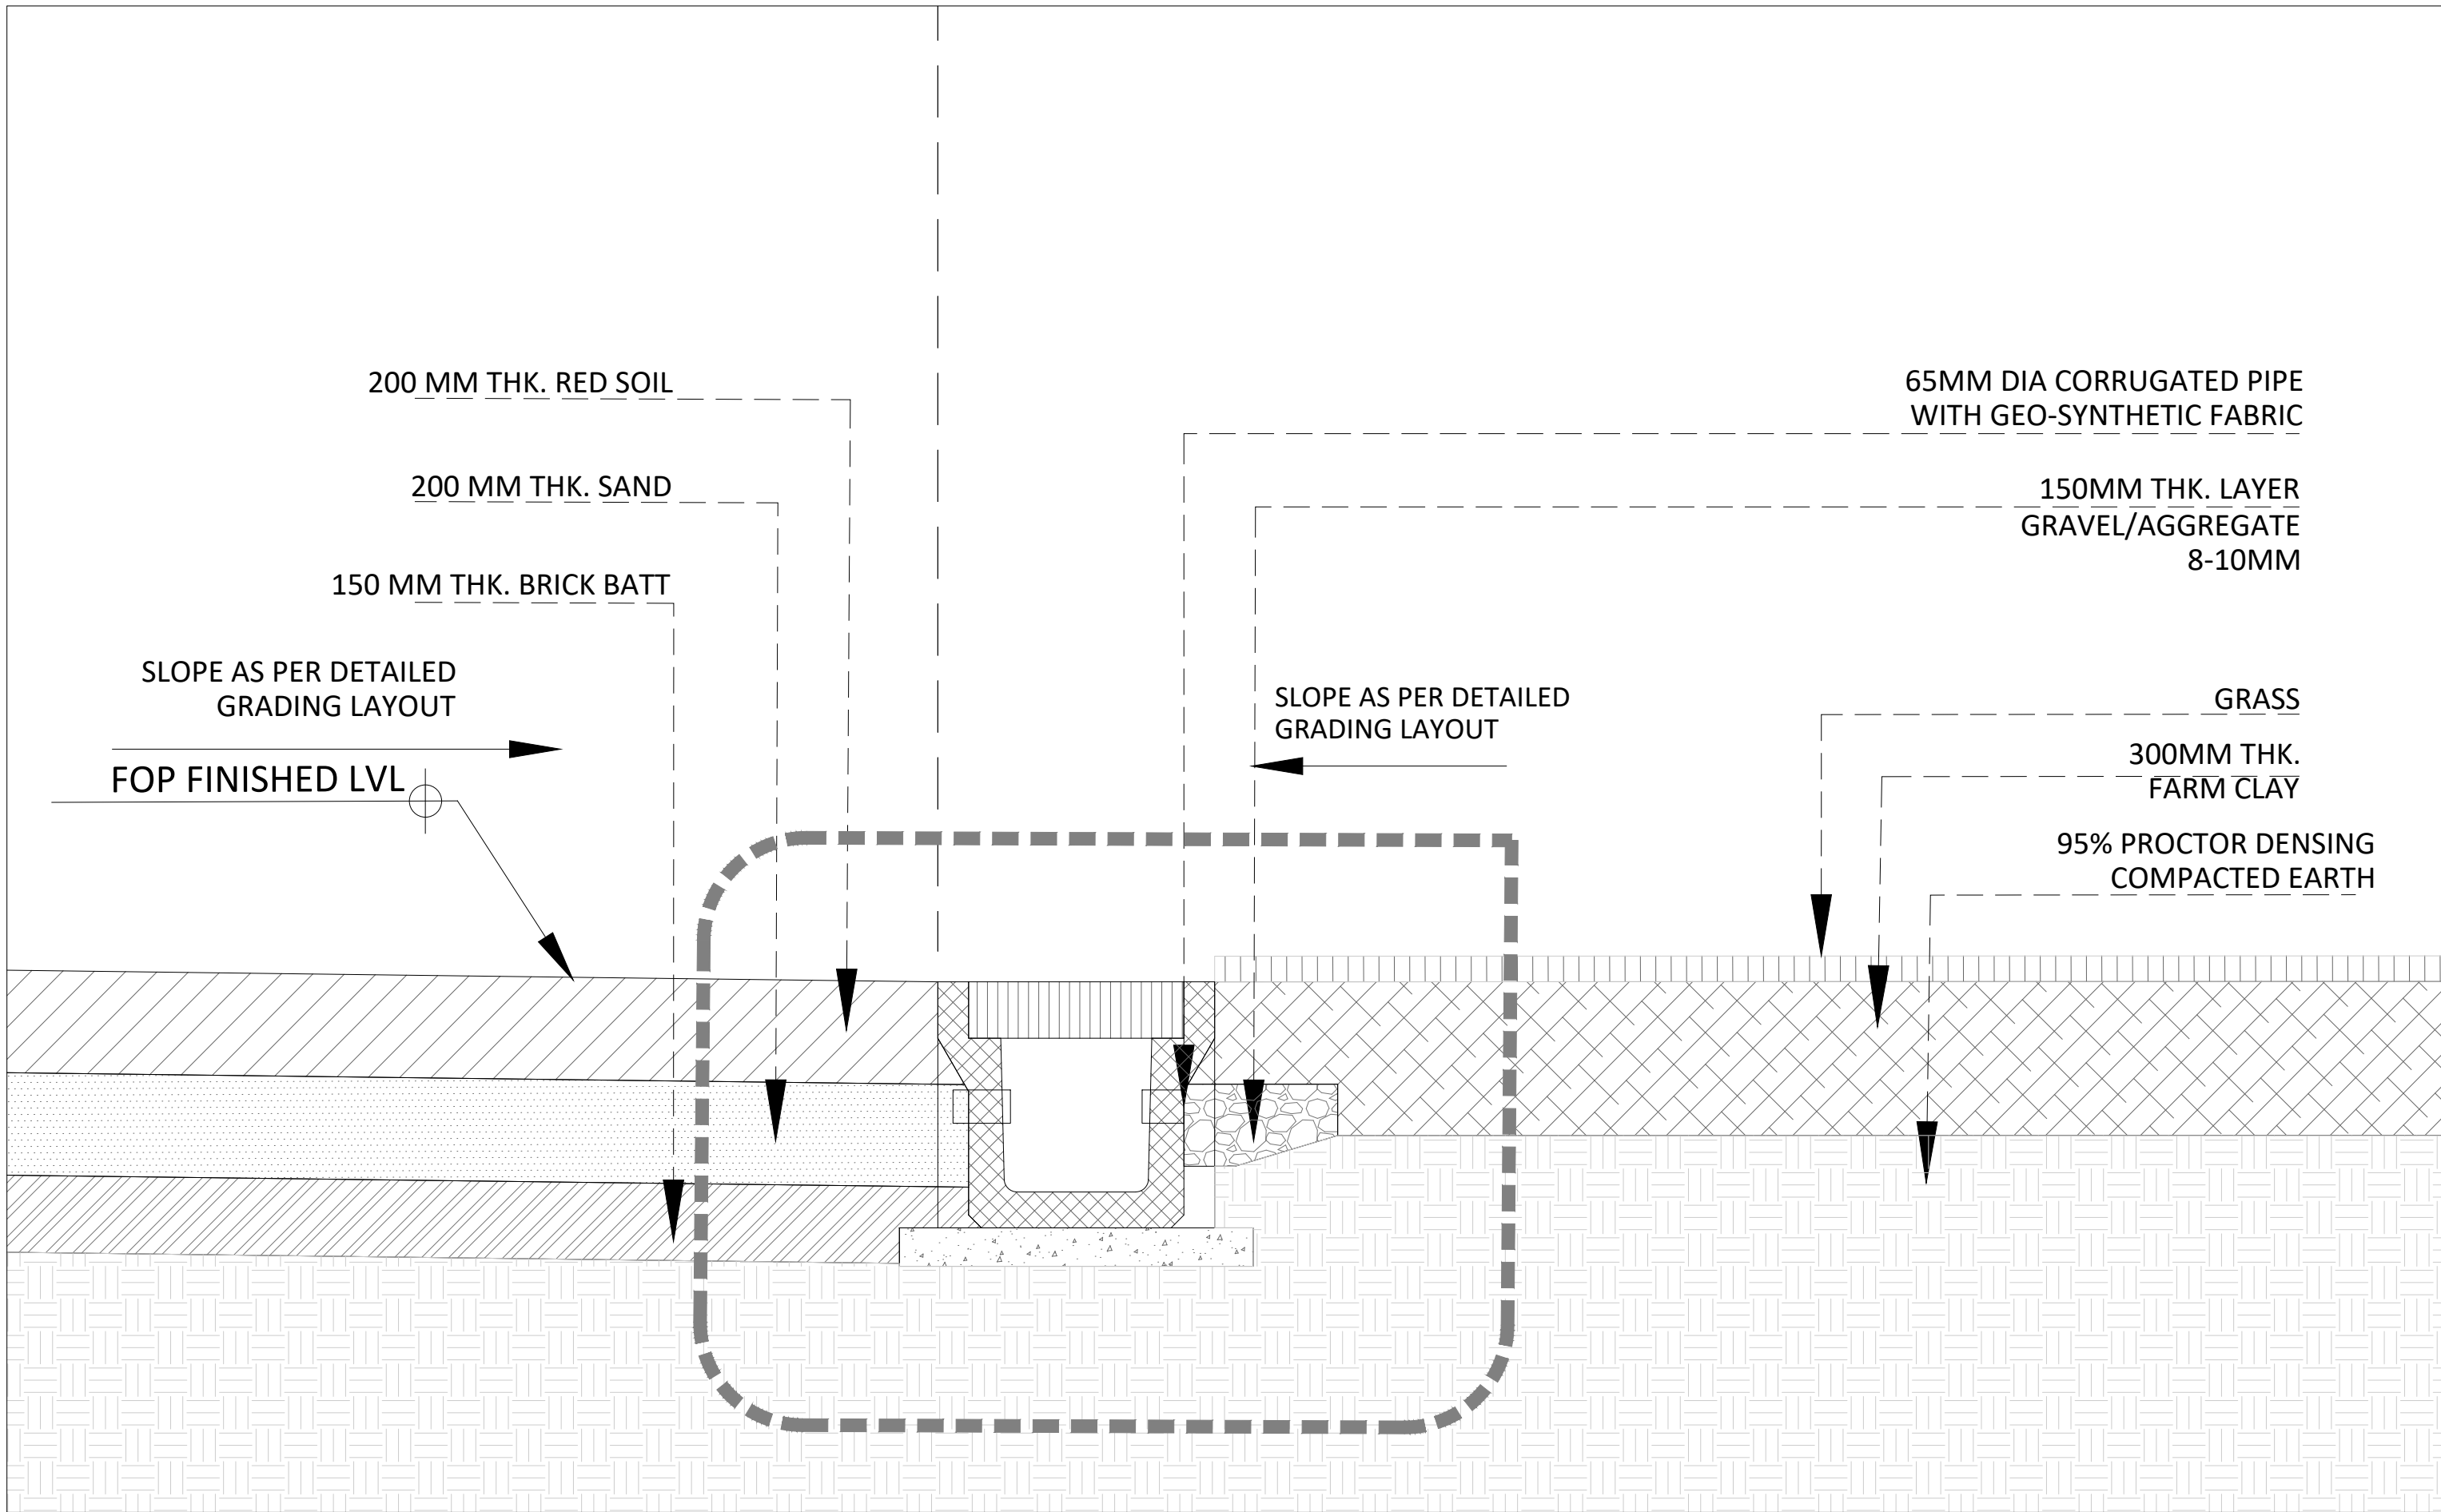 200 MM THK. RED SOIL
200 MM THK. SAND
150 MM THK. BRICK BATT
SLOPE AS PER DETAILED
GRADING LAYOUT
FOP FINISHED LVL
65MM DIA CORRUGATED PIPE
WITH GEO-SYNTHETIC FABRIC
150MM THK. LAYER
GRAVEL/AGGREGATE
8-10MM
SLOPE AS PER DETAILED
GRADING LAYOUT
GRASS
300MM THK.
FARM CLAY
95% PROCTOR DENSING
COMPACTED EARTH